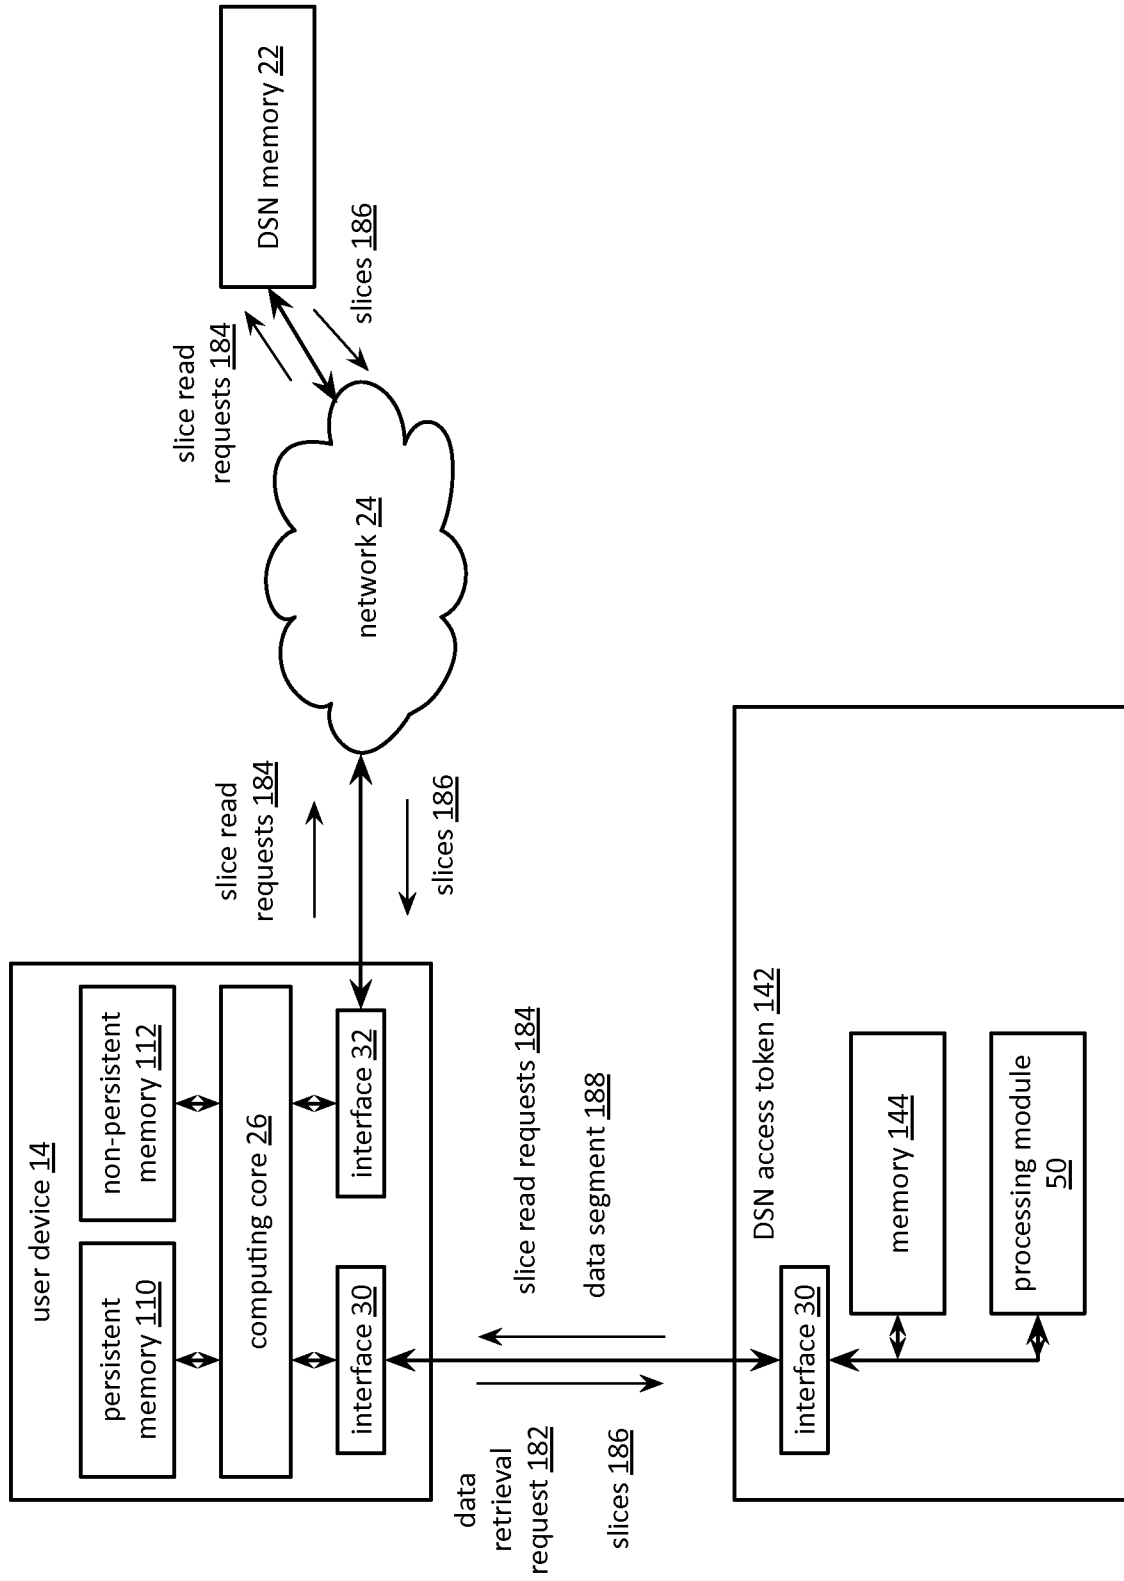 user device 14
persistent
memory 110
non-persistent
memory 112
computing core 26
interface 30
interface 32
slice read
requests 184
slices 186
network 24
slice read
requests 184
slices 186
DSN memory 22
data
retrieval
request 182
slices 186
slice read requests 184
data segment 188
DSN access token 142
interface 30
memory 144
processing module
50